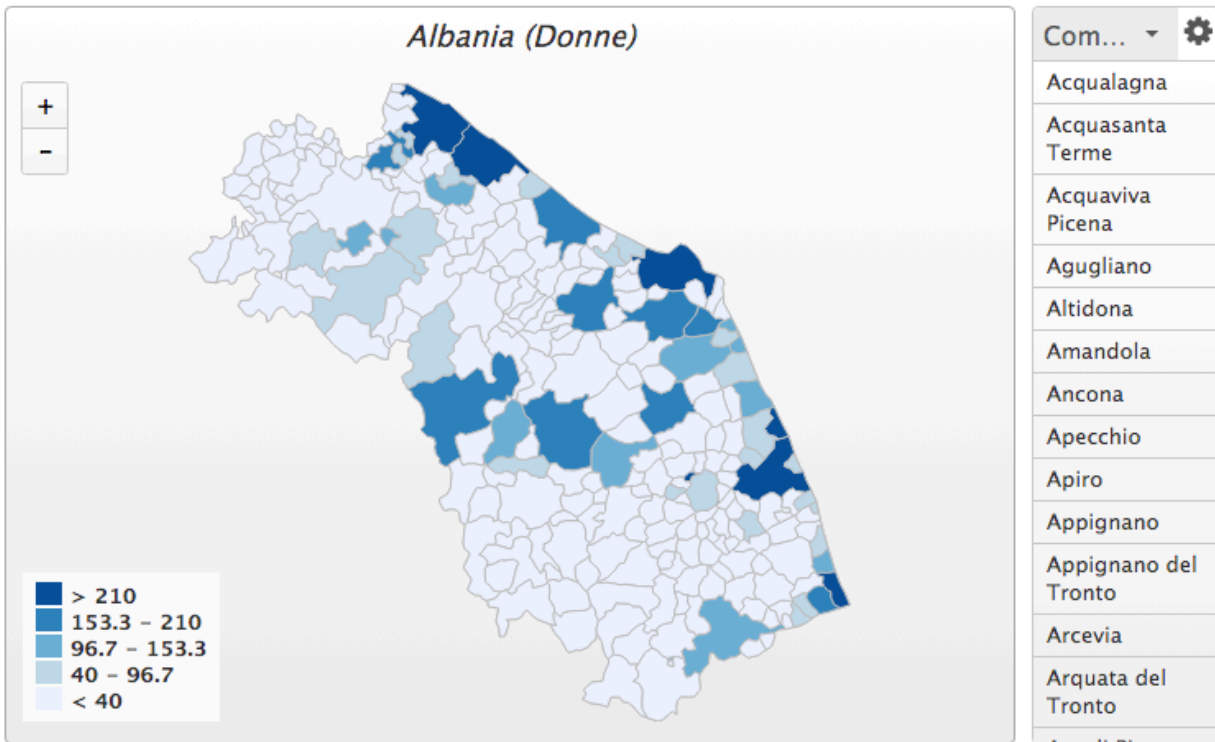 Albania (Donne)
+
-
> 210
153.3 - 210
96.7 - 153.3
40 - 96.7
< 40
Com...
Acqualagna
Acquasanta
Terme
Acquaviva
Picena
Agugliano
Altidona
Amandola
Ancona
Apecchio
Apiro
Appignano
Appignano del
Tronto
Arcevia
Arquata del
Tronto